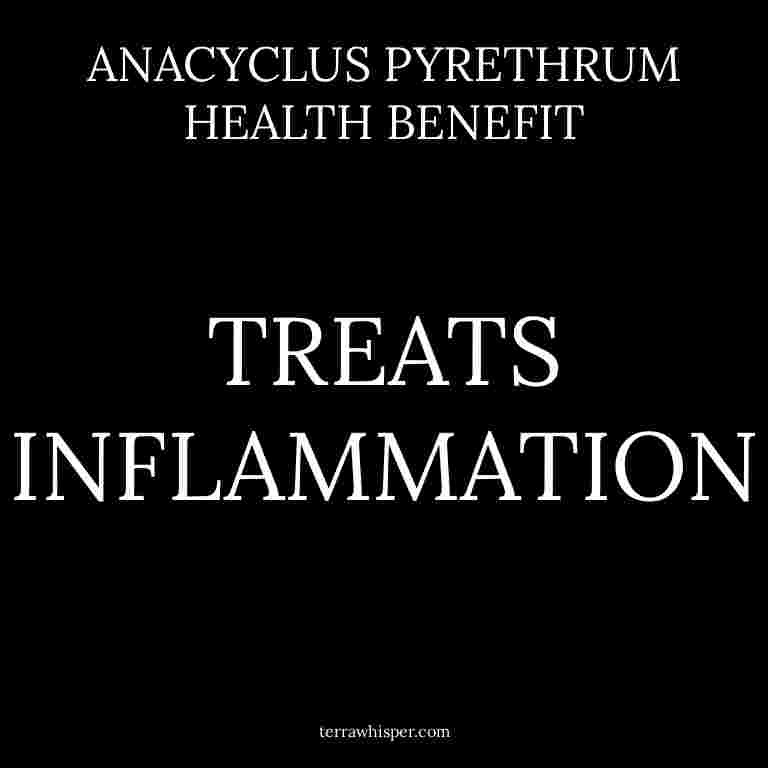 ANACYCLUS PYRETHRUM
HEALTH BENEFIT
TREATS
INFLAMMATION
terrawhisper.com